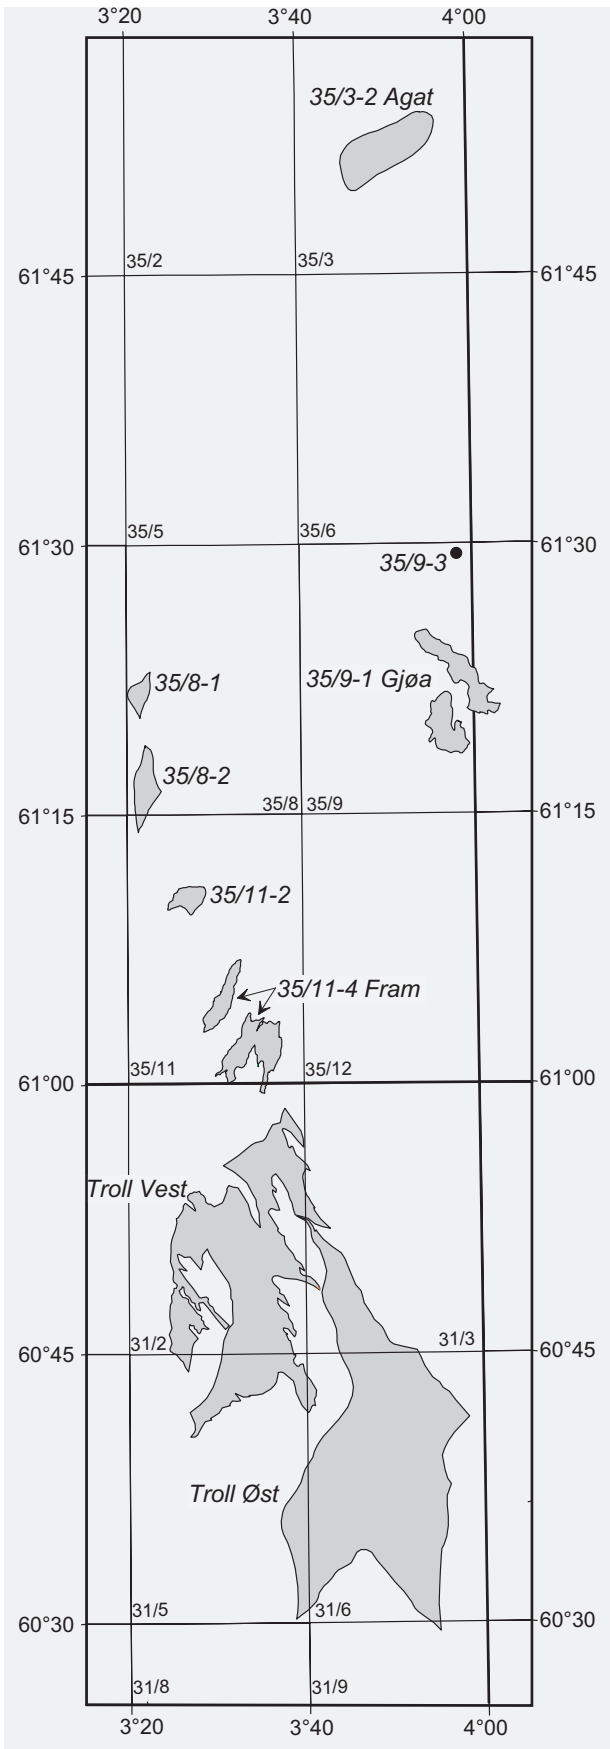 3°20 3°40 4°00
35/3-2 Agat
35/2 35/3
61°45 61°45
35/5 35/6
61°30 61°30
35/9-3
35/8-1 35/9-1 Gjøa
35/8-2
35/8 35/9
61°15 61°15
35/11-2
35/11-4 Fram
35/11 35/12
61°00 61°00
Troll Vest
31/2 31/3
60°45 60°45
Troll Øst
31/5 31/6
60°30 60°30
31/8 31/9
3°20 3°40 4°00